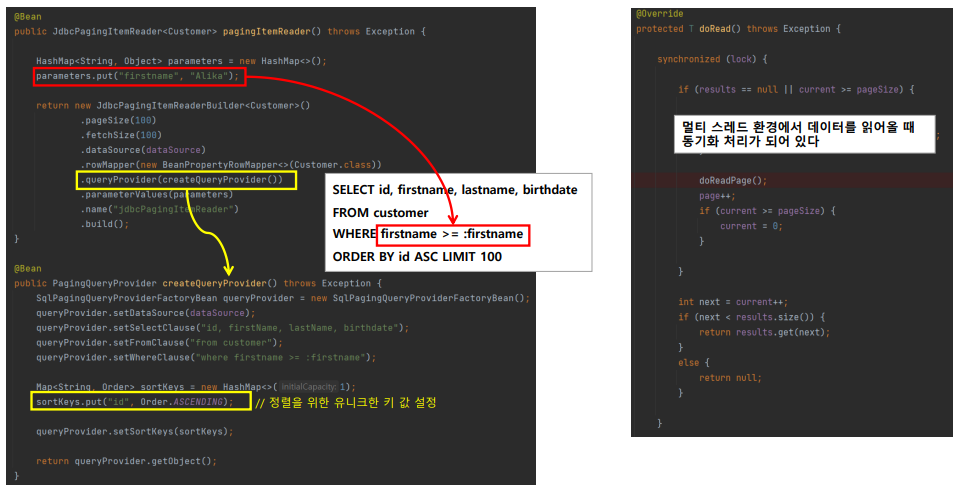 @Bean
public JdbcPagingItemReader<Customer> pagingItemReader() throws Exception {
HashMap<String, Object> parameters = new HashMap<>();
parameters.put("firstname", "Alika");
return new JdbcPagingItemReaderBuilder<Customer>()
.pageSize(100)
.fetchSize(100)
.dataSource(dataSource)
.rowMapper(new BeanPropertyRowMapper<>(Customer.class))
.queryProvider(createQueryProvider())
.parameterValues(parameters)
.name("jdbcPagingItemReader")
.build();
}
SELECT id, firstname, lastname, birthdate
FROM customer
WHERE firstname >= :firstname
ORDER BY id ASC LIMIT 100
@Bean
public PagingQueryProvider createQueryProvider() throws Exception {
SqlPagingQueryProviderFactoryBean queryProvider = new SqlPagingQueryProviderFactoryBean();
queryProvider.setDataSource(dataSource);
queryProvider.setSelectClause("id, firstName, lastName, birthdate");
queryProvider.setFromClause("from customer");
queryProvider.setWhereClause("where firstname >= :firstname");
Map<String, Order> sortKeys = new HashMap<>( initialCapacity: 1);
sortKeys.put("id", Order.ASCENDING); // 정렬을 위한 유니크한 키 값 설정
queryProvider.setSortKeys(sortKeys);
return queryProvider.getObject();
}
@Override
protected T doRead() throws Exception {
synchronized (lock) {
if (results == null || current >= pageSize) {
멀티 스레드 환경에서 데이터를 읽어올 때
동기화 처리가 되어 있다
;
}
doReadPage();
page++;
if (current >= pageSize) {
current = 0;
}
}
int next = current++;
if (next < results.size()) {
return results.get(next);
}
else {
return null;
}
}